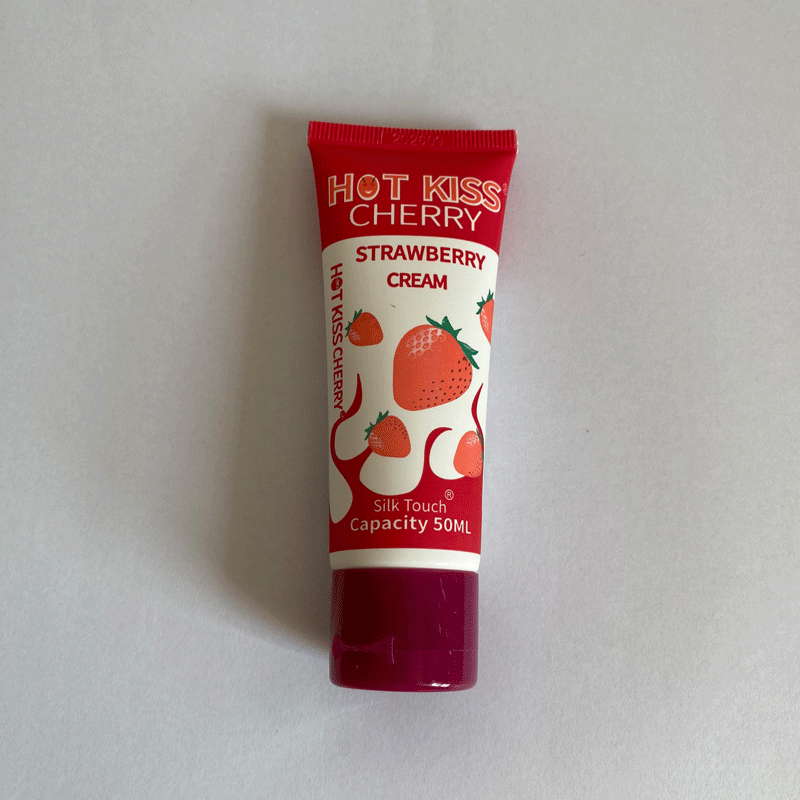 HOT KISS
CHERRY
STRAWBERRY
CREAM
HOT KISS CHERRY
Silk Touch®
Capacity 50ML